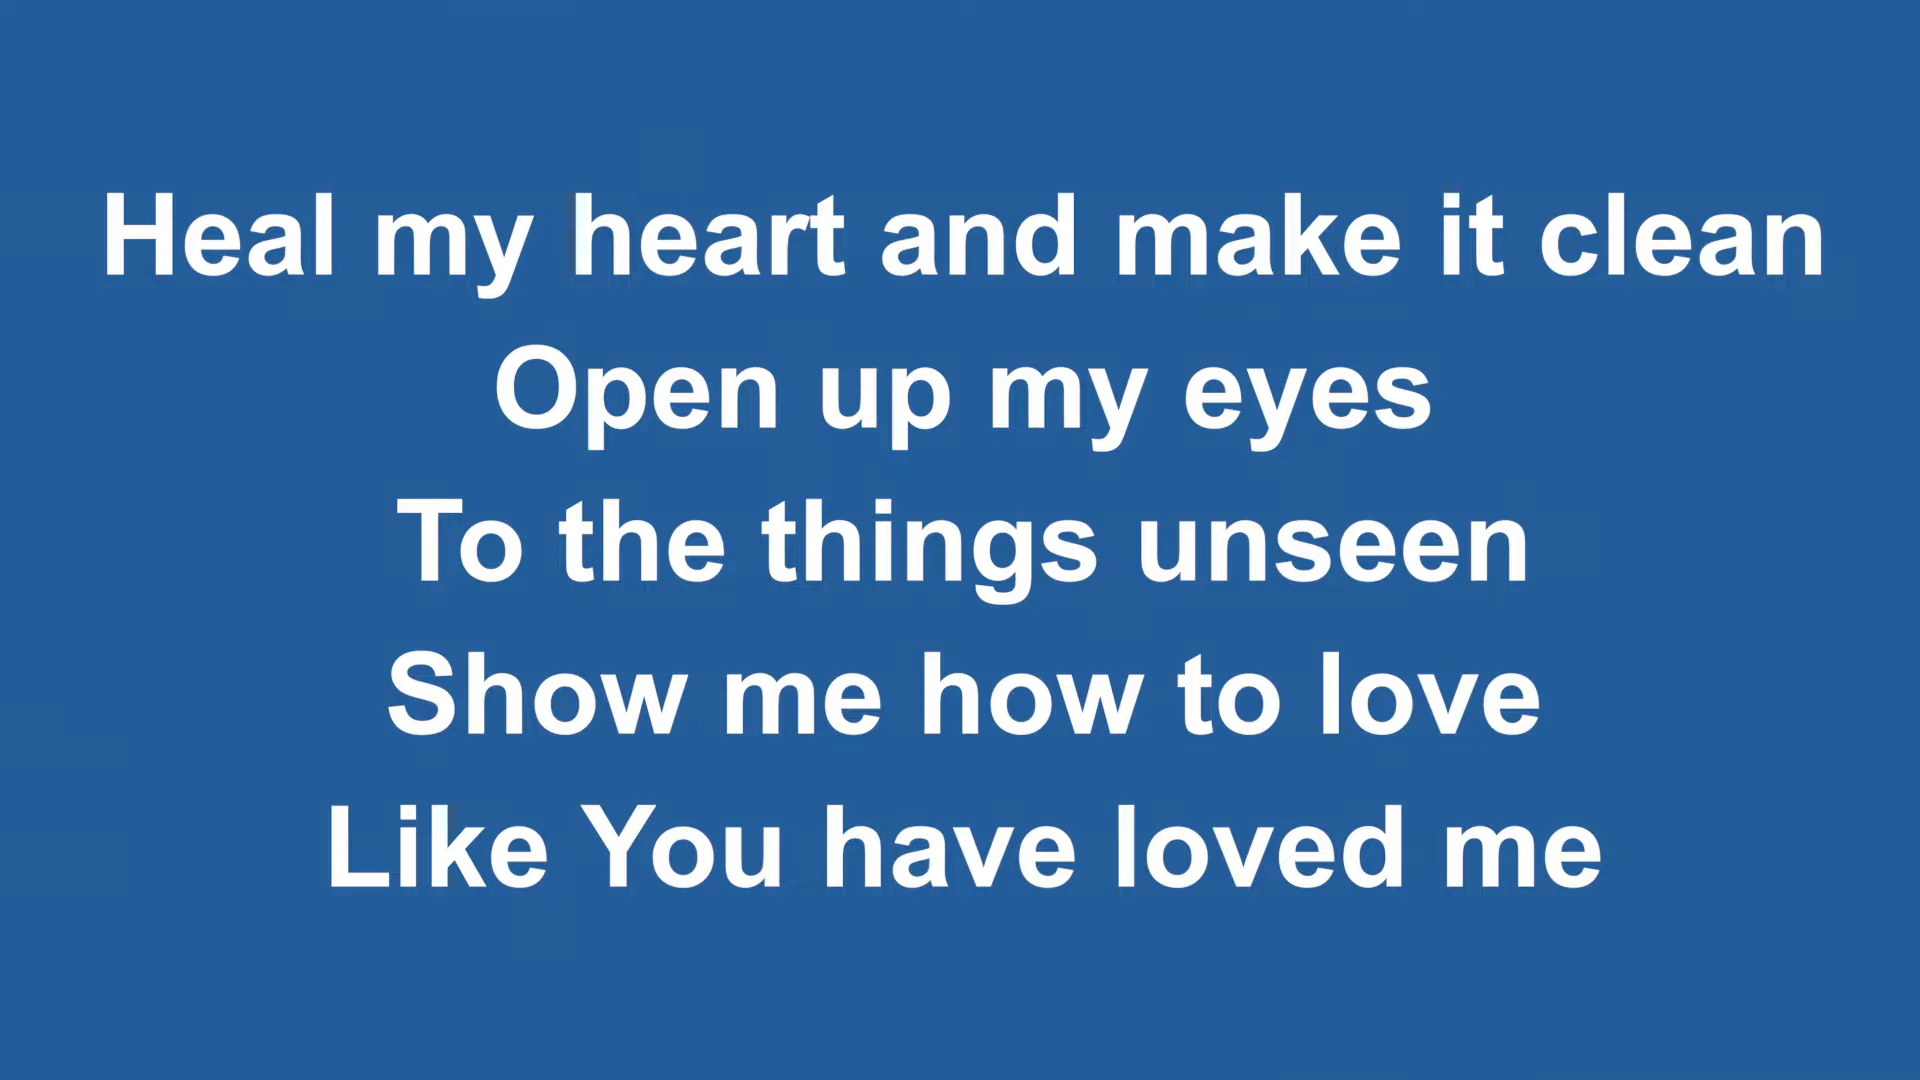 Heal my heart and make it clean
Open up my eyes
To the things unseen
Show me how to love
Like You have loved me